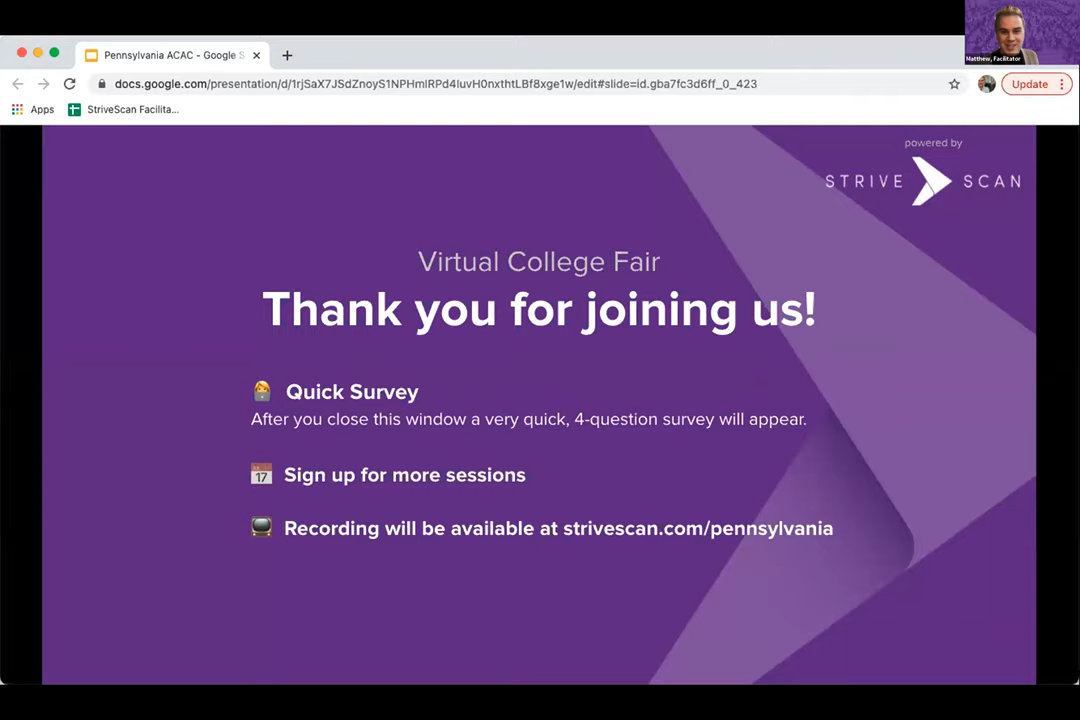 Matthew, Facilitator
Pennsylvania ACAC - Google S
docs.google.com/presentation/d/1rjSaX7JSdZnoyS1NPHmIRPd4IuvH0nxthtLBf8xge1w/edit#slide=id.gba7fc3d6ff_0_423
Update
Apps
StriveScan Facilita...
powered by
STRIVE SCAN
Virtual College Fair
Thank you for joining us!
Quick Survey
After you close this window a very quick, 4-question survey will appear.
17
Sign up for more sessions
Recording will be available at strivescan.com/pennsylvania